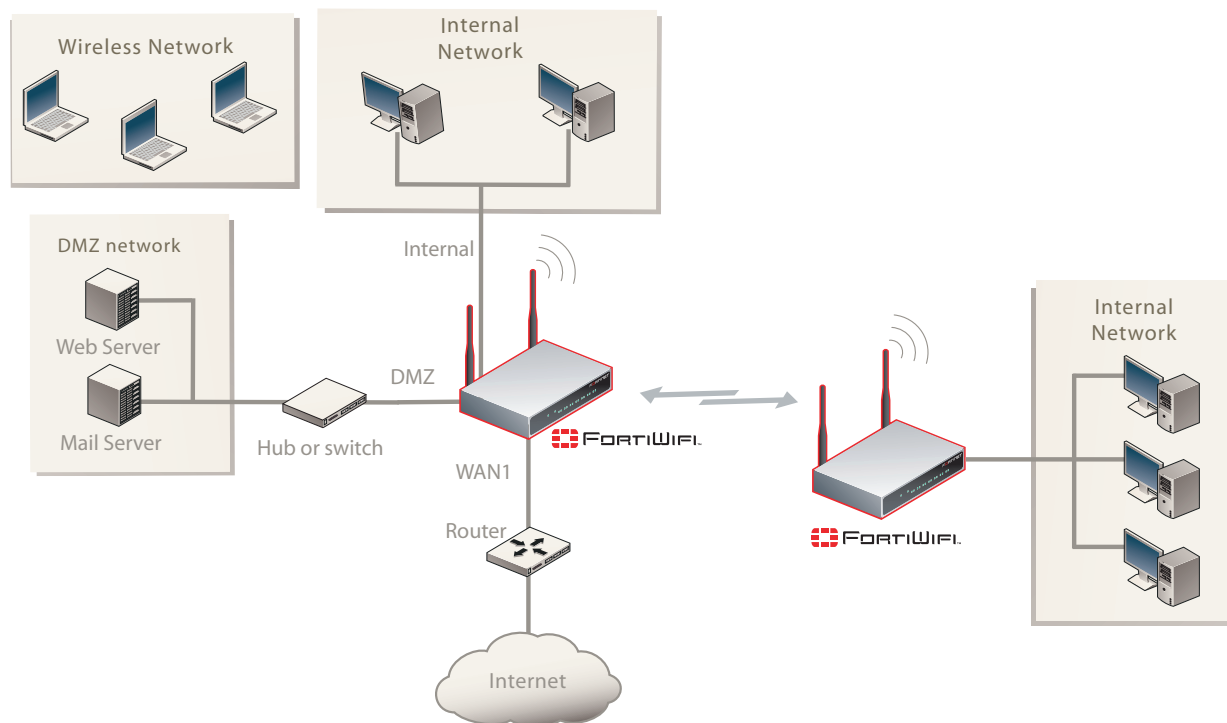 Wireless Network
Internal
Network
DMZ network
Web Server
Mail Server
Hub or switch
DMZ
Internal
FORTIWIFI
WAN1
Router
Internet
FORTIWIFI
Internal
Network